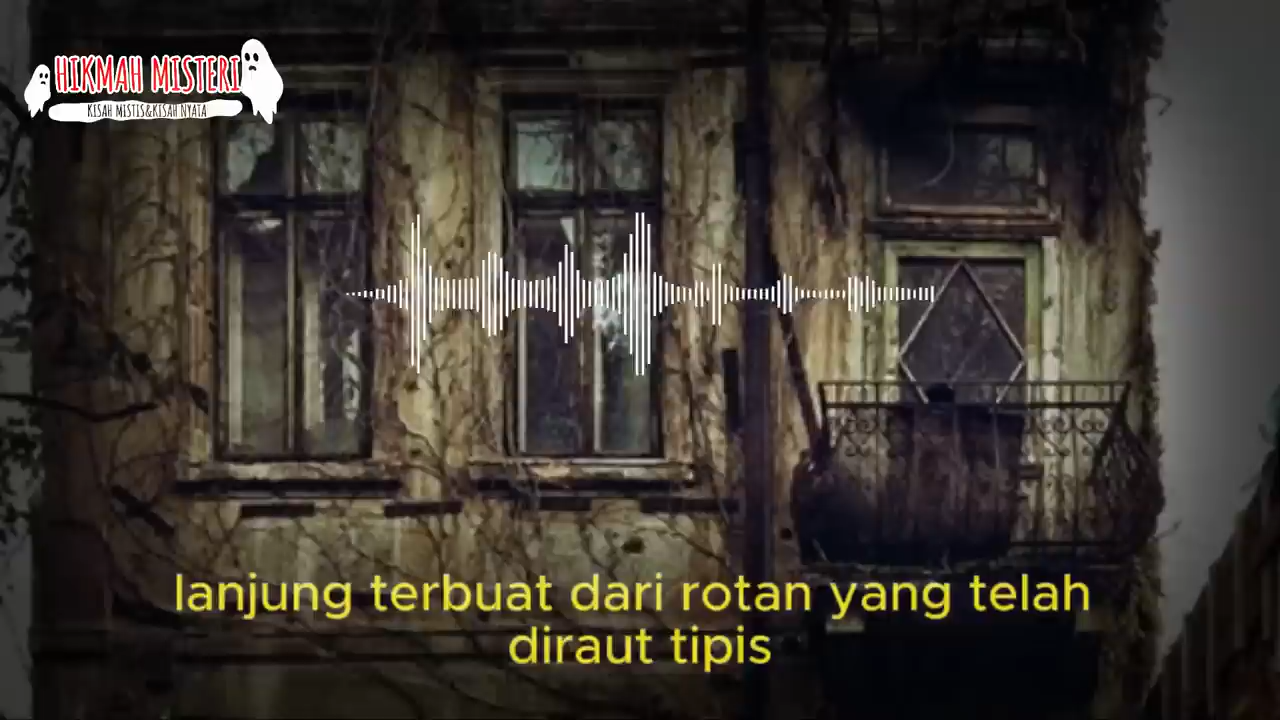 HIKMAH MISTERI
KISAH MISTIS&KISAH NYATA
lanjung terbuat dari rotan yang telah
diraut tipis